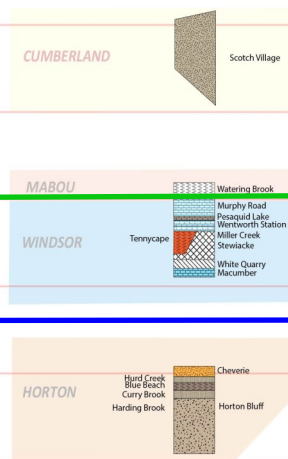 CUMBERLAND
Scotch Village
MABOU
Watering Brook
Murphy Road
Pesaquid Lake
Wentworth Station
WINDSOR
Tennycape
Miller Creek
Stewiacke
White Quarry
Macumber
Cheverie
Hurd Creek
Blue Beach
HORTON
Curry Brook
Harding Brook
Horton Bluff